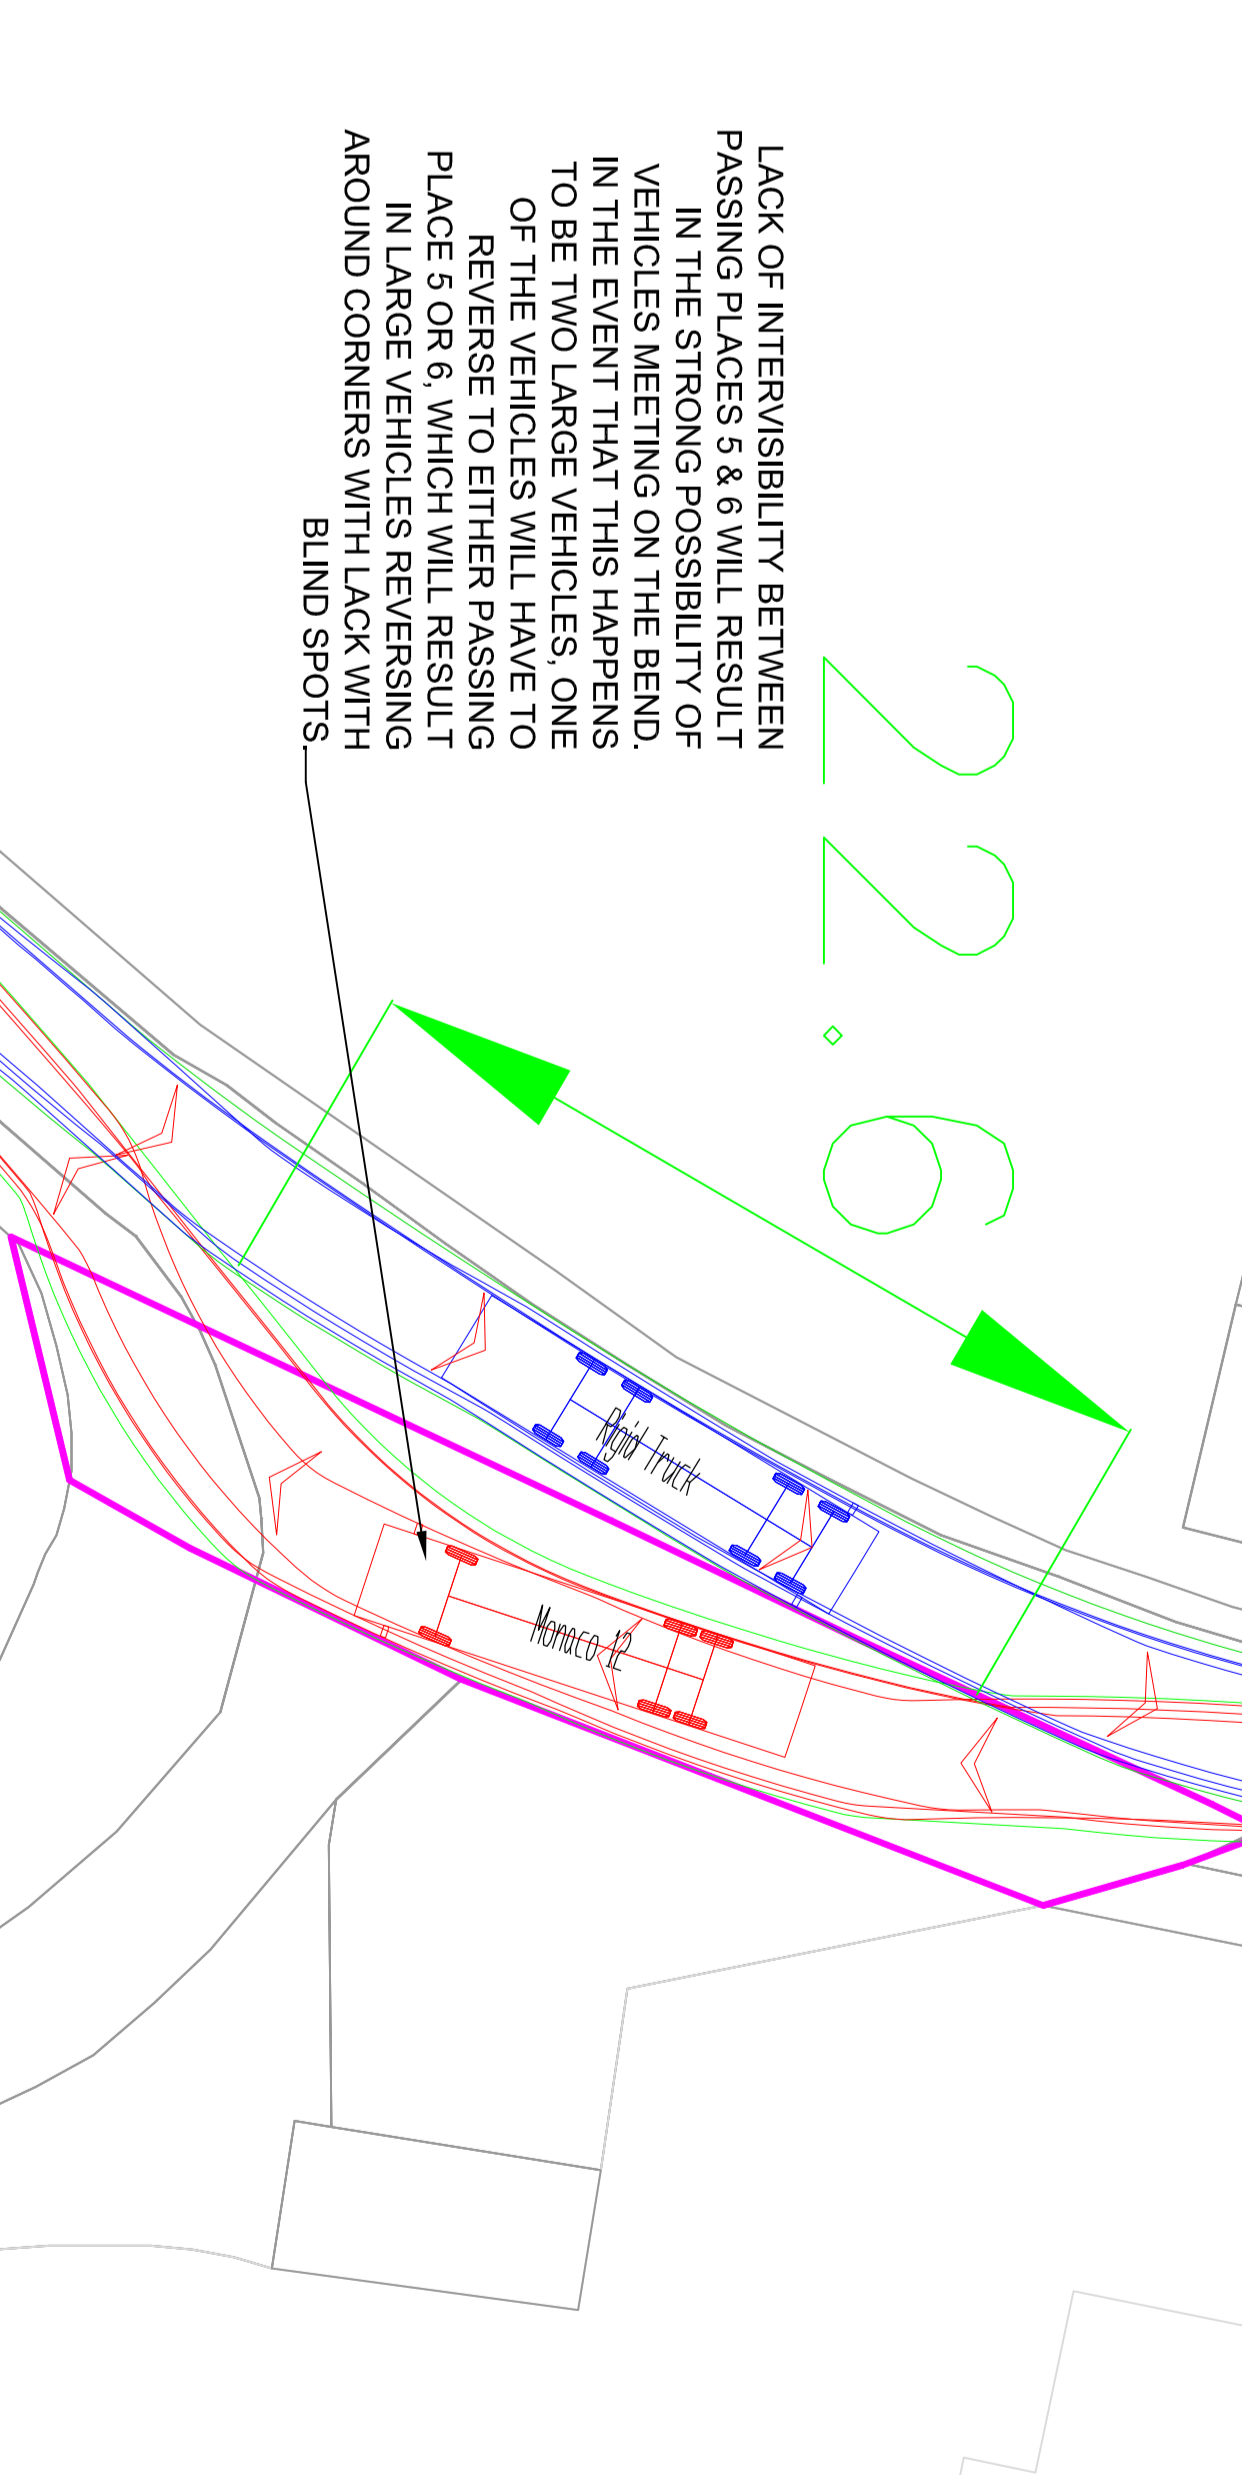 LACK OF INTERVISIBILITY BETWEEN
PASSING PLACES 5 & 6 WILL RESULT
IN THE STRONG POSSIBILITY OF
VEHICLES MEETING ON THE BEND.
IN THE EVENT THAT THIS HAPPENS
TO BE TWO LARGE VEHICLES, ONE
OF THE VEHICLES WILL HAVE TO
REVERSE TO EITHER PASSING
PLACE 5 OR 6, WHICH WILL RESULT
IN LARGE VEHICLES REVERSING
AROUND CORNERS WITH LACK WITH
BLIND SPOTS.
22.6
Rigid Truck
Monaco 12